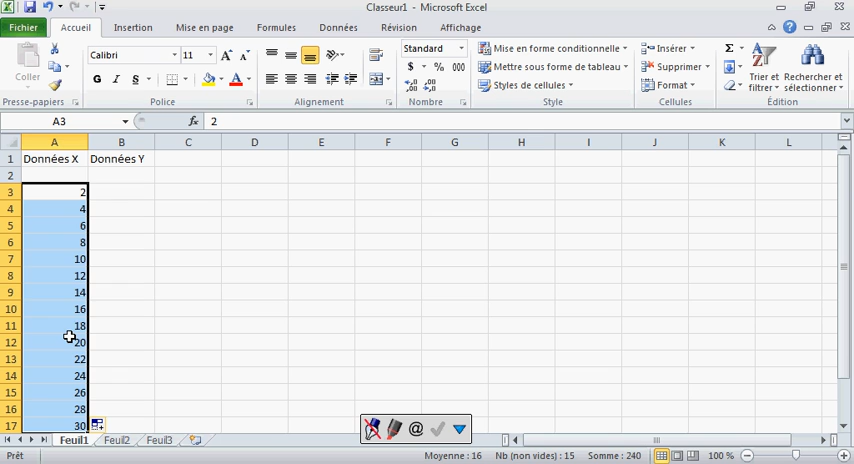 Classeur1 - Microsoft Excel
Fichier Accueil Insertion Mise en page Formules Données Révision Affichage
Coller
Calibri 11
G I S
A A
Standard
$ % 000
Mise en forme conditionnelle
Mettre sous forme de tableau
Styles de cellules
Insérer
Supprimer
Format
Σ
Trier et filtrer
Rechercher et sélectionner
Presse-papiers Police Alignement Nombre Style Cellules Édition
A3 fx 2
A B C D E F G H I J K L
1 Données X Données Y
2
3 2
4 4
5 6
6 8
7 10
8 12
9 14
10 16
11 18
12 20
13 22
14 24
15 26
16 28
17 30
@
Feuil1 Feuil2 Feuil3
Prêt Moyenne : 16 Nb (non vides) : 15 Somme : 240 100 %